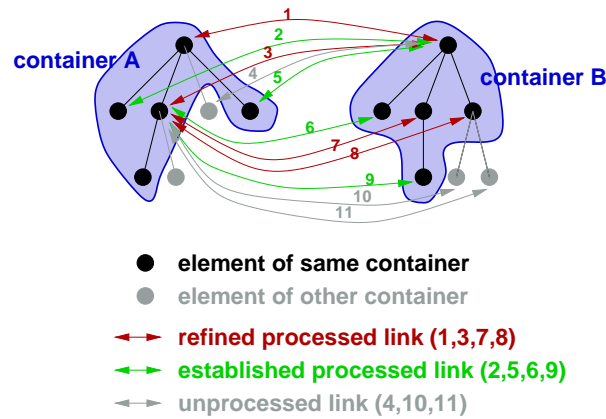 1
2
container A
3
4
5
container B
6
7
8
9
10
11
element of same container
element of other container
refined processed link (1,3,7,8)
established processed link (2,5,6,9)
unprocessed link (4,10,11)